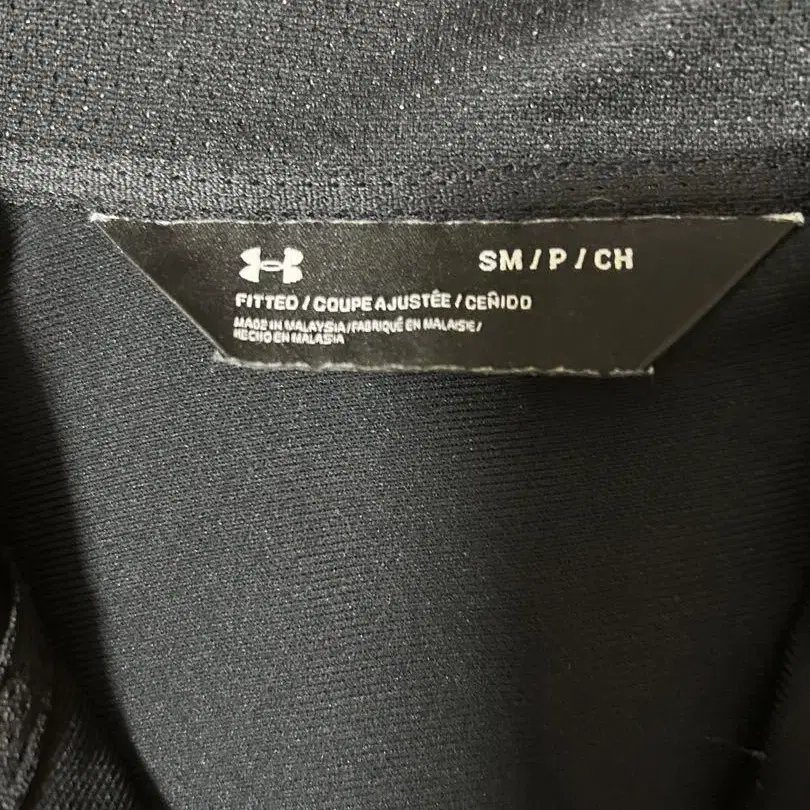 SM / P / CH
FITTED / COUPE AJUSTÉE / CEÑIDO
MADE IN MALAYSIA/FABRIQUÉ EN MALAISIE/
HECHO EN MALASIA